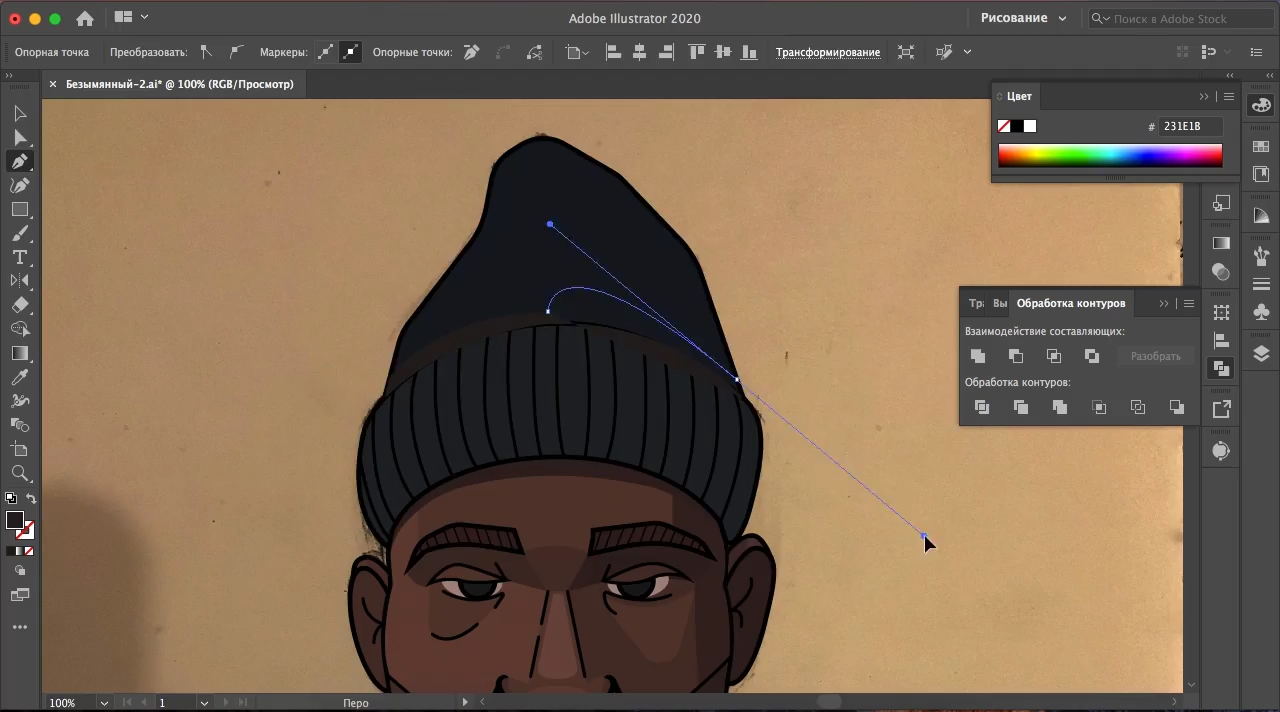 Adobe Illustrator 2020
Рисование
Поиск в Adobe Stock
Опорная точка
Преобразовать:
Маркеры:
Опорные точки:
Трансформирование
Безымянный-2.ai* @ 100% (RGB/Просмотр)
Цвет
# 231E1B
Тра
Вы
Обработка контуров
Взаимодействие составляющих:
Разобрать
Обработка контуров:
100%
1
Перо